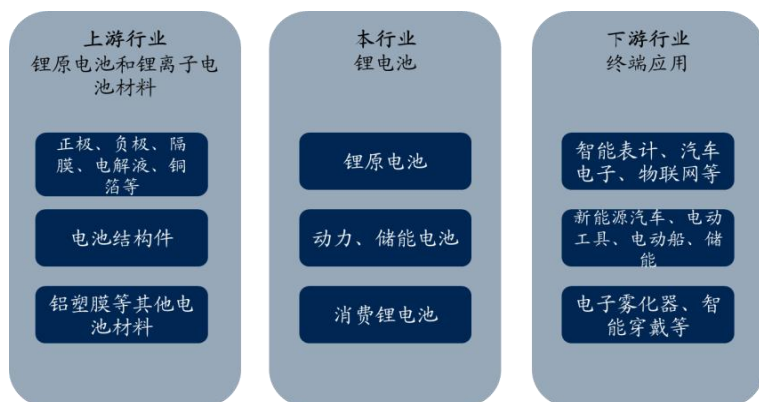 上游行业
锂原电池和锂离子电
池材料
正极、负极、隔
膜、电解液、铜
箔等
电池结构件
铝塑膜等其他电
池材料
本行业
锂电池
锂原电池
动力、储能电池
消费锂电池
下游行业
终端应用
智能表计、汽车
电子、物联网等
新能源汽车、电动
工具、电动船、储
能
电子雾化器、智
能穿戴等